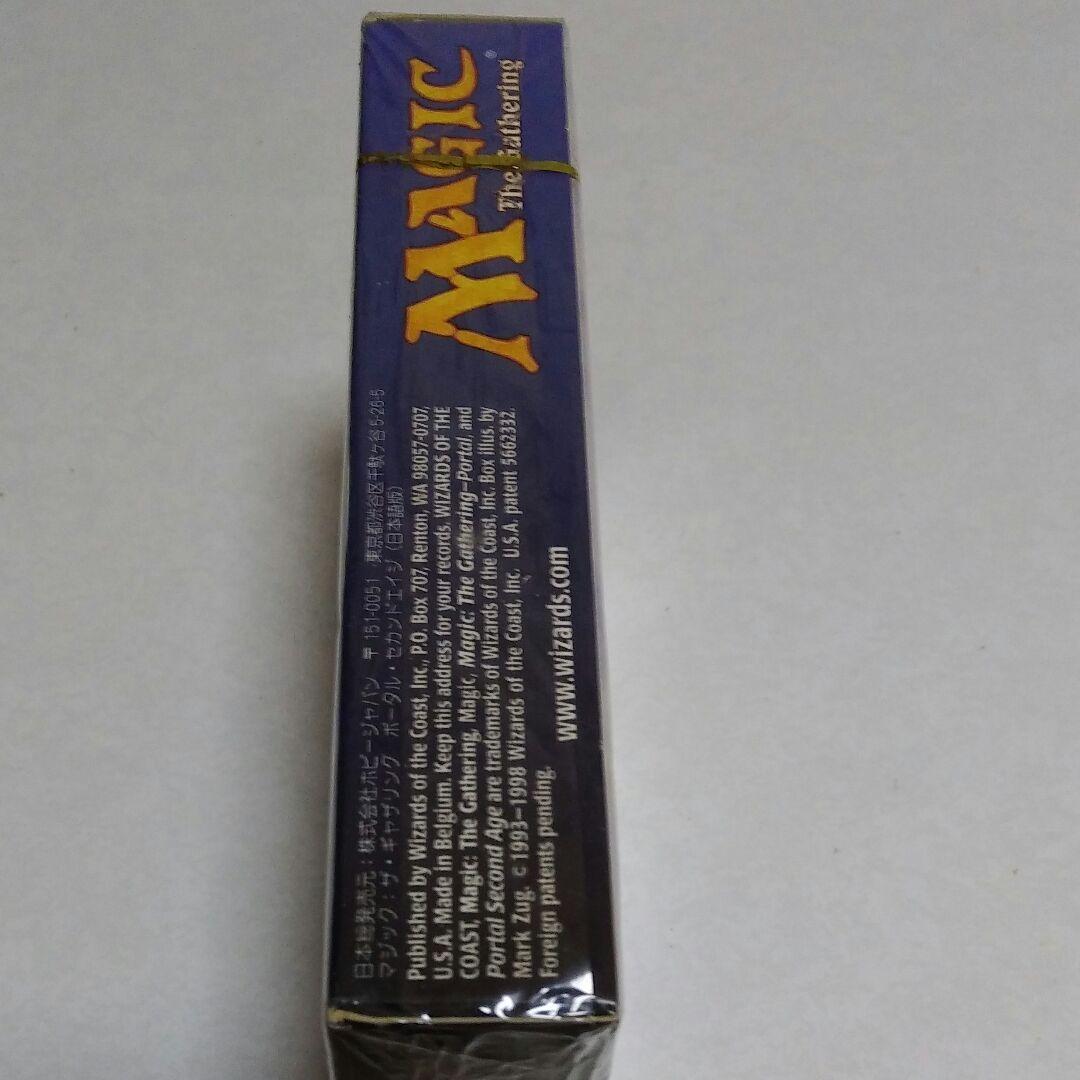 MAGIC
The Gathering®
日本総発売元：株式会社ホビージャパン 〒151-0051 東京都渋谷区千駄ヶ谷5-26-5
マジック：ザ・ギャザリング ポータル・セカンドエイジ（日本語版）
Published by Wizards of the Coast, Inc., P.O. Box 707, Renton, WA 98057-0707,
U.S.A. Made in Belgium. Keep this address for your records. WIZARDS OF THE
COAST, Magic: The Gathering, Magic, Magic: The Gathering–Portal, and
Portal Second Age are trademarks of Wizards of the Coast, Inc. Box illus. by
Mark Zug. c 1993–1998 Wizards of the Coast, Inc. U.S.A. patent 5662332.
Foreign patents pending.
www.wizards.com